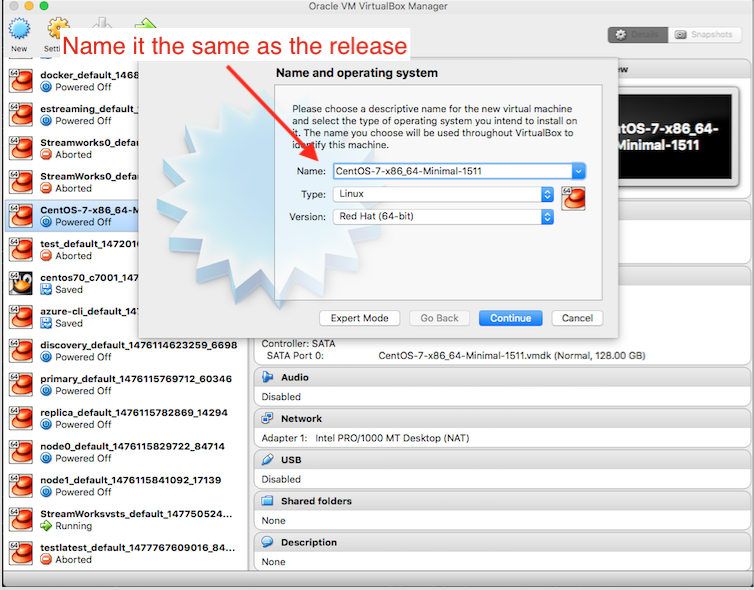 Oracle VM VirtualBox Manager
New
Name it the same as the release
Details
Snapshots
docker_default_1468
Powered Off
estreaming_default_
Powered Off
Streamworks0_defau
Aborted
StreamWorks0_defau
Aborted
CentOS-7-x86_64-M
Powered Off
test_default_1472016
Aborted
centos70_c7001_147
Saved
azure-cli_default_147
Saved
discovery_default_1476114623259_6698
Powered Off
primary_default_1476115769712_60346
Powered Off
replica_default_1476115782869_14294
Powered Off
node0_default_1476115829722_84714
Powered Off
node1_default_1476115841092_17139
Powered Off
StreamWorksvsts_default_147750524...
Running
testlatest_default_1477767609016_84...
Aborted
Name and operating system
Please choose a descriptive name for the new virtual machine
and select the type of operating system you intend to install on
it. The name you choose will be used throughout VirtualBox to
identify this machine.
Name: CentOS-7-x86_64-Minimal-1511
Type: Linux
Version: Red Hat (64-bit)
64
Expert Mode
Go Back
Continue
Cancel
tOS-7-x86_64-
Minimal-1511
Controller: SATA
SATA Port 0: CentOS-7-x86_64-Minimal-1511.vmdk (Normal, 128.00 GB)
Audio
Disabled
Network
Adapter 1: Intel PRO/1000 MT Desktop (NAT)
USB
Disabled
Shared folders
None
Description
None